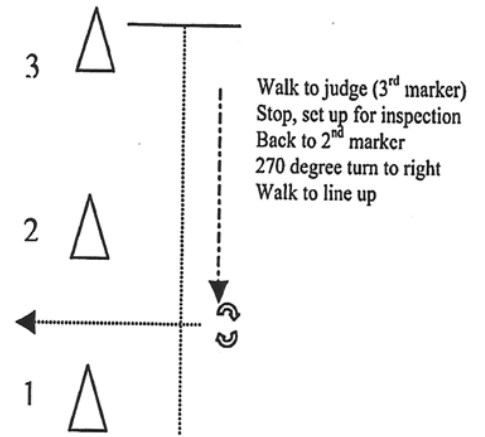 3
Walk to judge (3rd marker)
Stop, set up for inspection
Back to 2nd marker
270 degree turn to right
Walk to line up
2
1